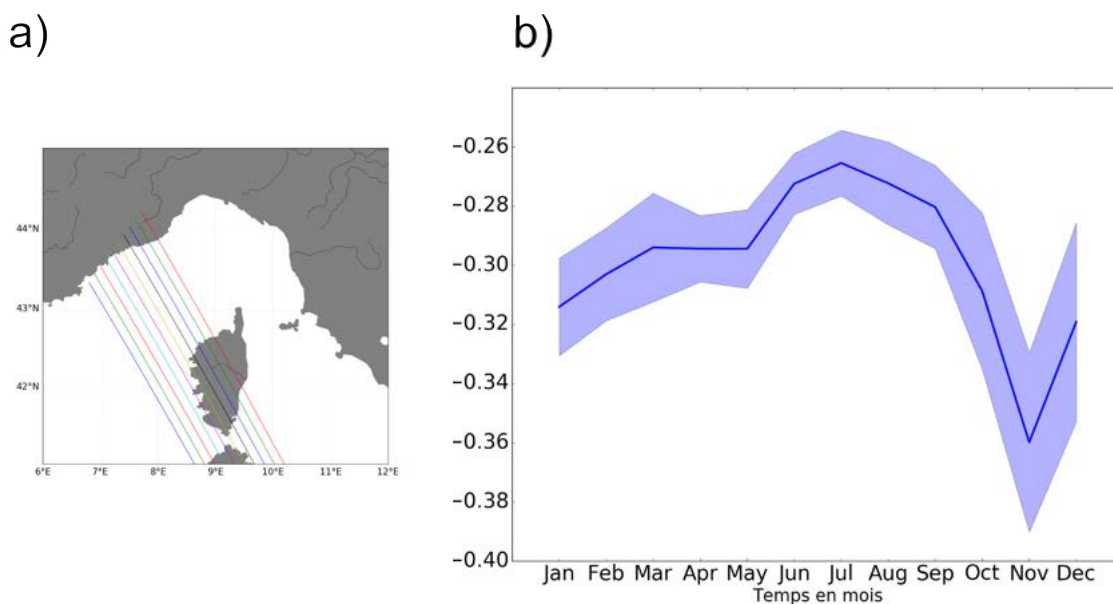 a)
b)
44°N
43°N
42°N
6°E 7°E 8°E 9°E 10°E 11°E 12°E
−0.26
−0.28
−0.30
−0.32
−0.34
−0.36
−0.38
−0.40
Jan Feb Mar Apr May Jun Jul Aug Sep Oct Nov Dec
Temps en mois